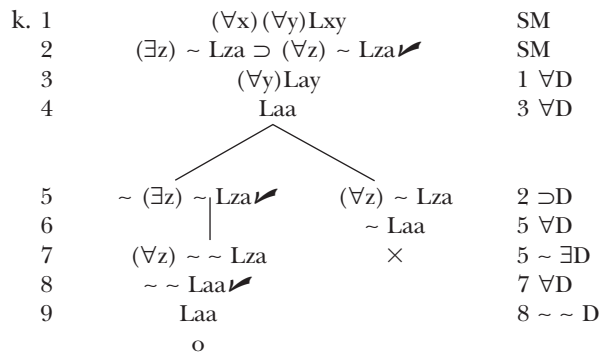 k. 1 (∀x)(∀y)Lxy SM
2 (∃z) ~ Lza ⊃ (∀z) ~ Lza✔ SM
3 (∀y)Lay 1 ∀D
4 Laa 3 ∀D
5 ~ (∃z) ~ Lza✔ (∀z) ~ Lza 2 ⊃D
6 ~ Laa 5 ∀D
7 (∀z) ~ ~ Lza × 5 ~ ∃D
8 ~ ~ Laa✔ 7 ∀D
9 Laa 8 ~ ~ D
o